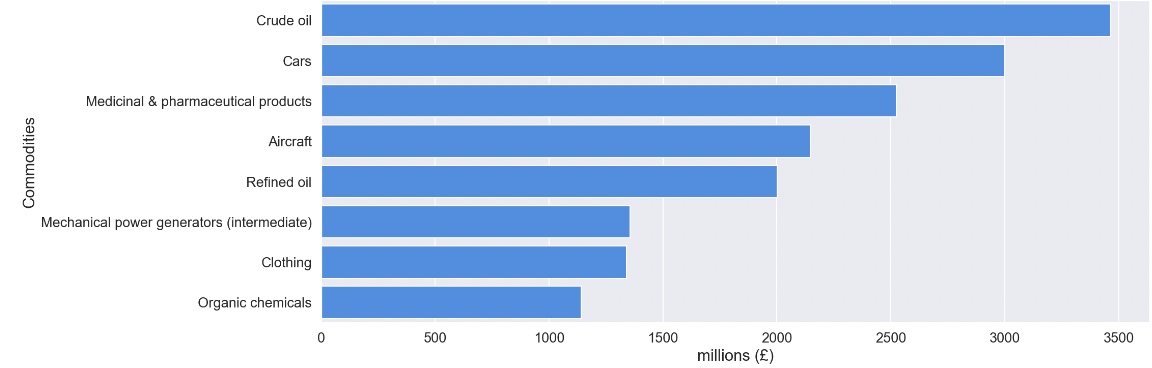 Crude oil
Cars
Medicinal & pharmaceutical products
Aircraft
Refined oil
Mechanical power generators (intermediate)
Clothing
Organic chemicals
Commodities
0 500 1000 1500 2000 2500 3000 3500
millions (£)